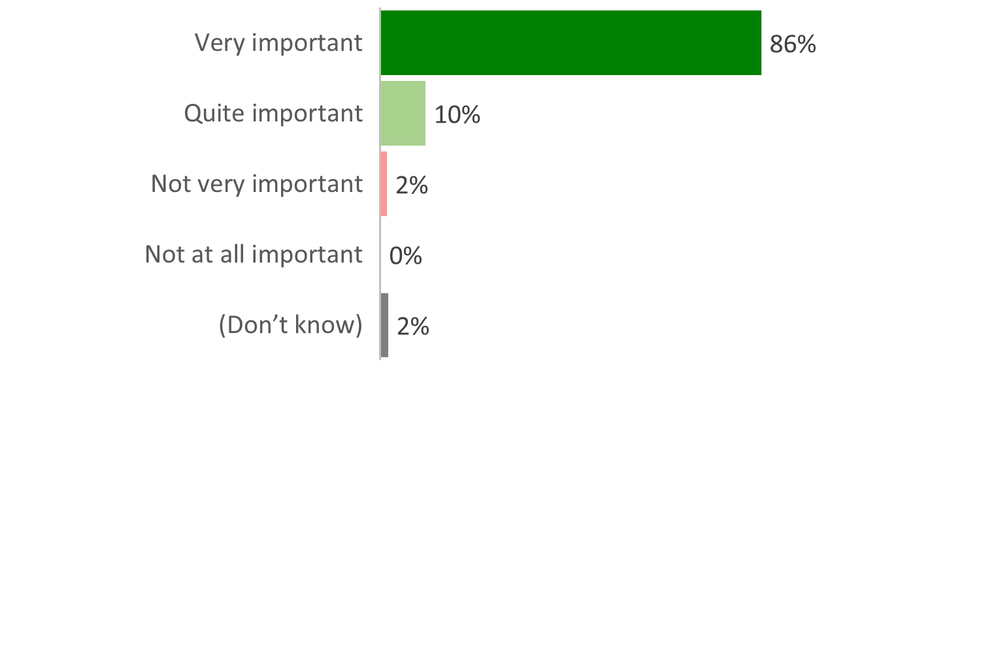 Very important 86%
Quite important 10%
Not very important 2%
Not at all important 0%
(Don’t know) 2%